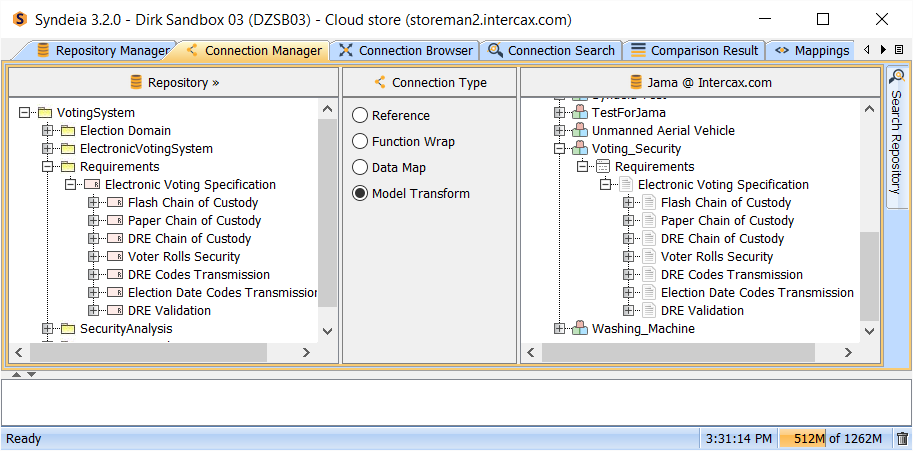 Syndeia 3.2.0 - Dirk Sandbox 03 (DZSB03) - Cloud store (storeman2.intercax.com)
Repository Manager Connection Manager Connection Browser Connection Search Comparison Result Mappings
Repository »
VotingSystem
Election Domain
ElectronicVotingSystem
Requirements
Electronic Voting Specification
Flash Chain of Custody
Paper Chain of Custody
DRE Chain of Custody
Voter Rolls Security
DRE Codes Transmission
Election Date Codes Transmission
DRE Validation
SecurityAnalysis
Connection Type
Reference
Function Wrap
Data Map
Model Transform
Jama @ Intercax.com
TestForJama
Unmanned Aerial Vehicle
Voting_Security
Requirements
Electronic Voting Specification
Flash Chain of Custody
Paper Chain of Custody
DRE Chain of Custody
Voter Rolls Security
DRE Codes Transmission
Election Date Codes Transmission
DRE Validation
Washing_Machine
Search Repository
Ready 3:31:14 PM 512M of 1262M